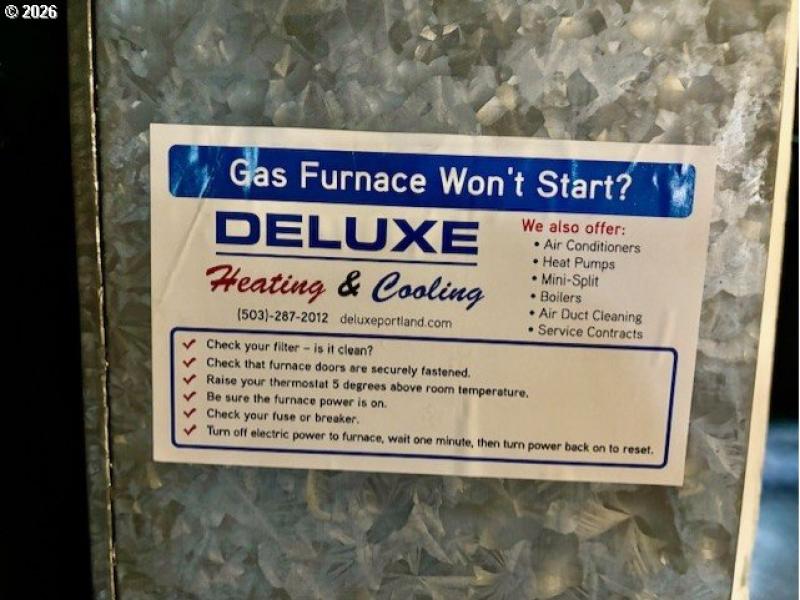 © 2026
Gas Furnace Won't Start?
DELUXE
Heating & Cooling
(503)-287-2012 deluxeportland.com
We also offer:
• Air Conditioners
• Heat Pumps
• Mini-Split
• Boilers
• Air Duct Cleaning
• Service Contracts
✓ Check your filter – is it clean?
✓ Check that furnace doors are securely fastened.
✓ Raise your thermostat 5 degrees above room temperature.
✓ Be sure the furnace power is on.
✓ Check your fuse or breaker.
✓ Turn off electric power to furnace, wait one minute, then turn power back on to reset.